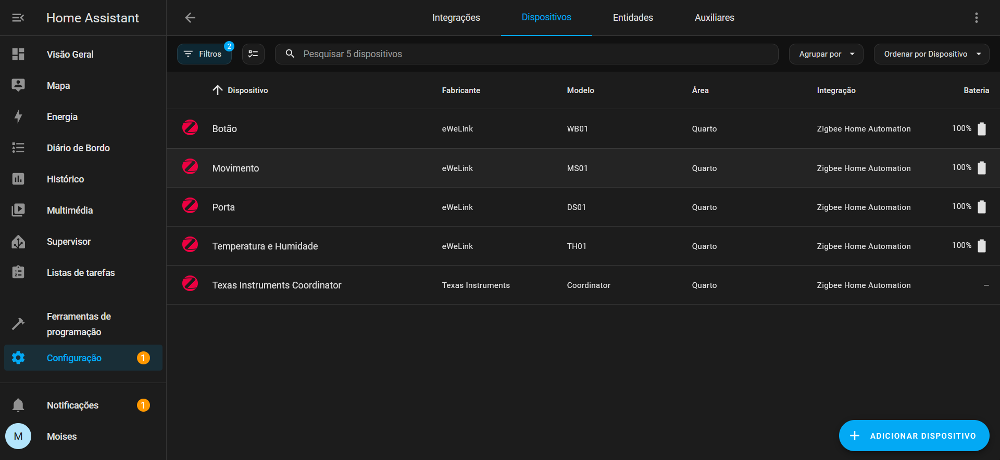 Home Assistant
Integrações
Dispositivos
Entidades
Auxiliares
Visão Geral
Mapa
Energia
Diário de Bordo
Histórico
Multimédia
Supervisor
Listas de tarefas
Ferramentas de
programação
Configuração 1
Notificações 1
M Moises
Filtros 2
Pesquisar 5 dispositivos
Agrupar por
Ordenar por Dispositivo
Dispositivo Fabricante Modelo Área Integração Bateria
Botão eWeLink WB01 Quarto Zigbee Home Automation 100%
Movimento eWeLink MS01 Quarto Zigbee Home Automation 100%
Porta eWeLink DS01 Quarto Zigbee Home Automation 100%
Temperatura e Humidade eWeLink TH01 Quarto Zigbee Home Automation 100%
Texas Instruments Coordinator Texas Instruments Coordinator Quarto Zigbee Home Automation —
ADICIONAR DISPOSITIVO